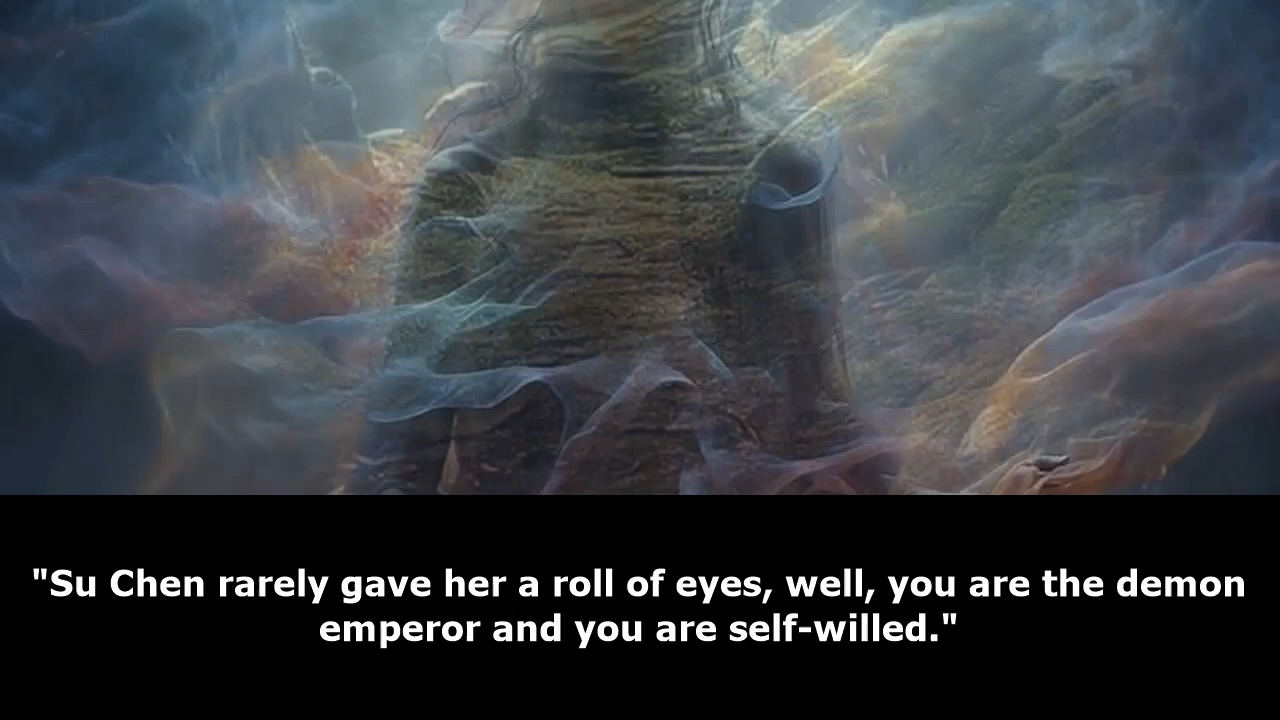 "Su Chen rarely gave her a roll of eyes, well, you are the demon
emperor and you are self-willed."